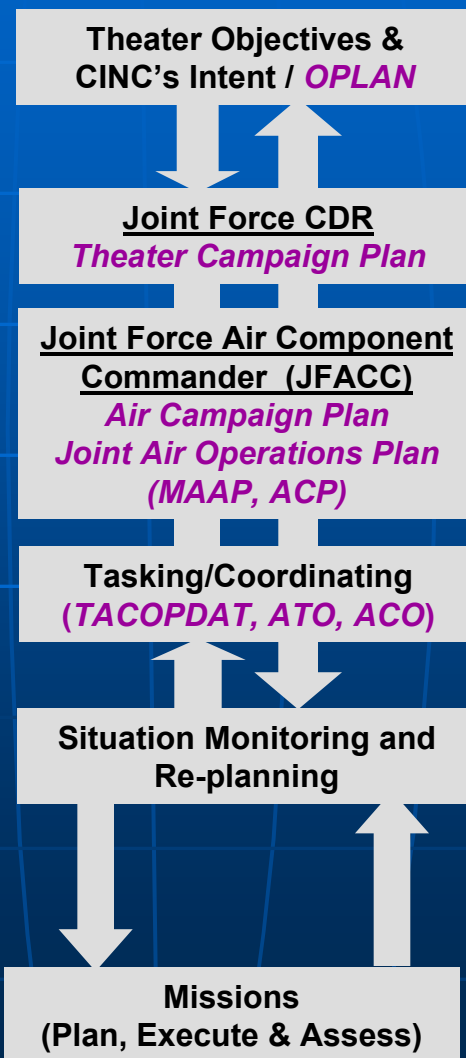 Theater Objectives &
CINC's Intent / OPLAN
Joint Force CDR
Theater Campaign Plan
Joint Force Air Component
Commander (JFACC)
Air Campaign Plan
Joint Air Operations Plan
(MAAP, ACP)
Tasking/Coordinating
(TACOPDAT, ATO, ACO)
Situation Monitoring and
Re-planning
Missions
(Plan, Execute & Assess)